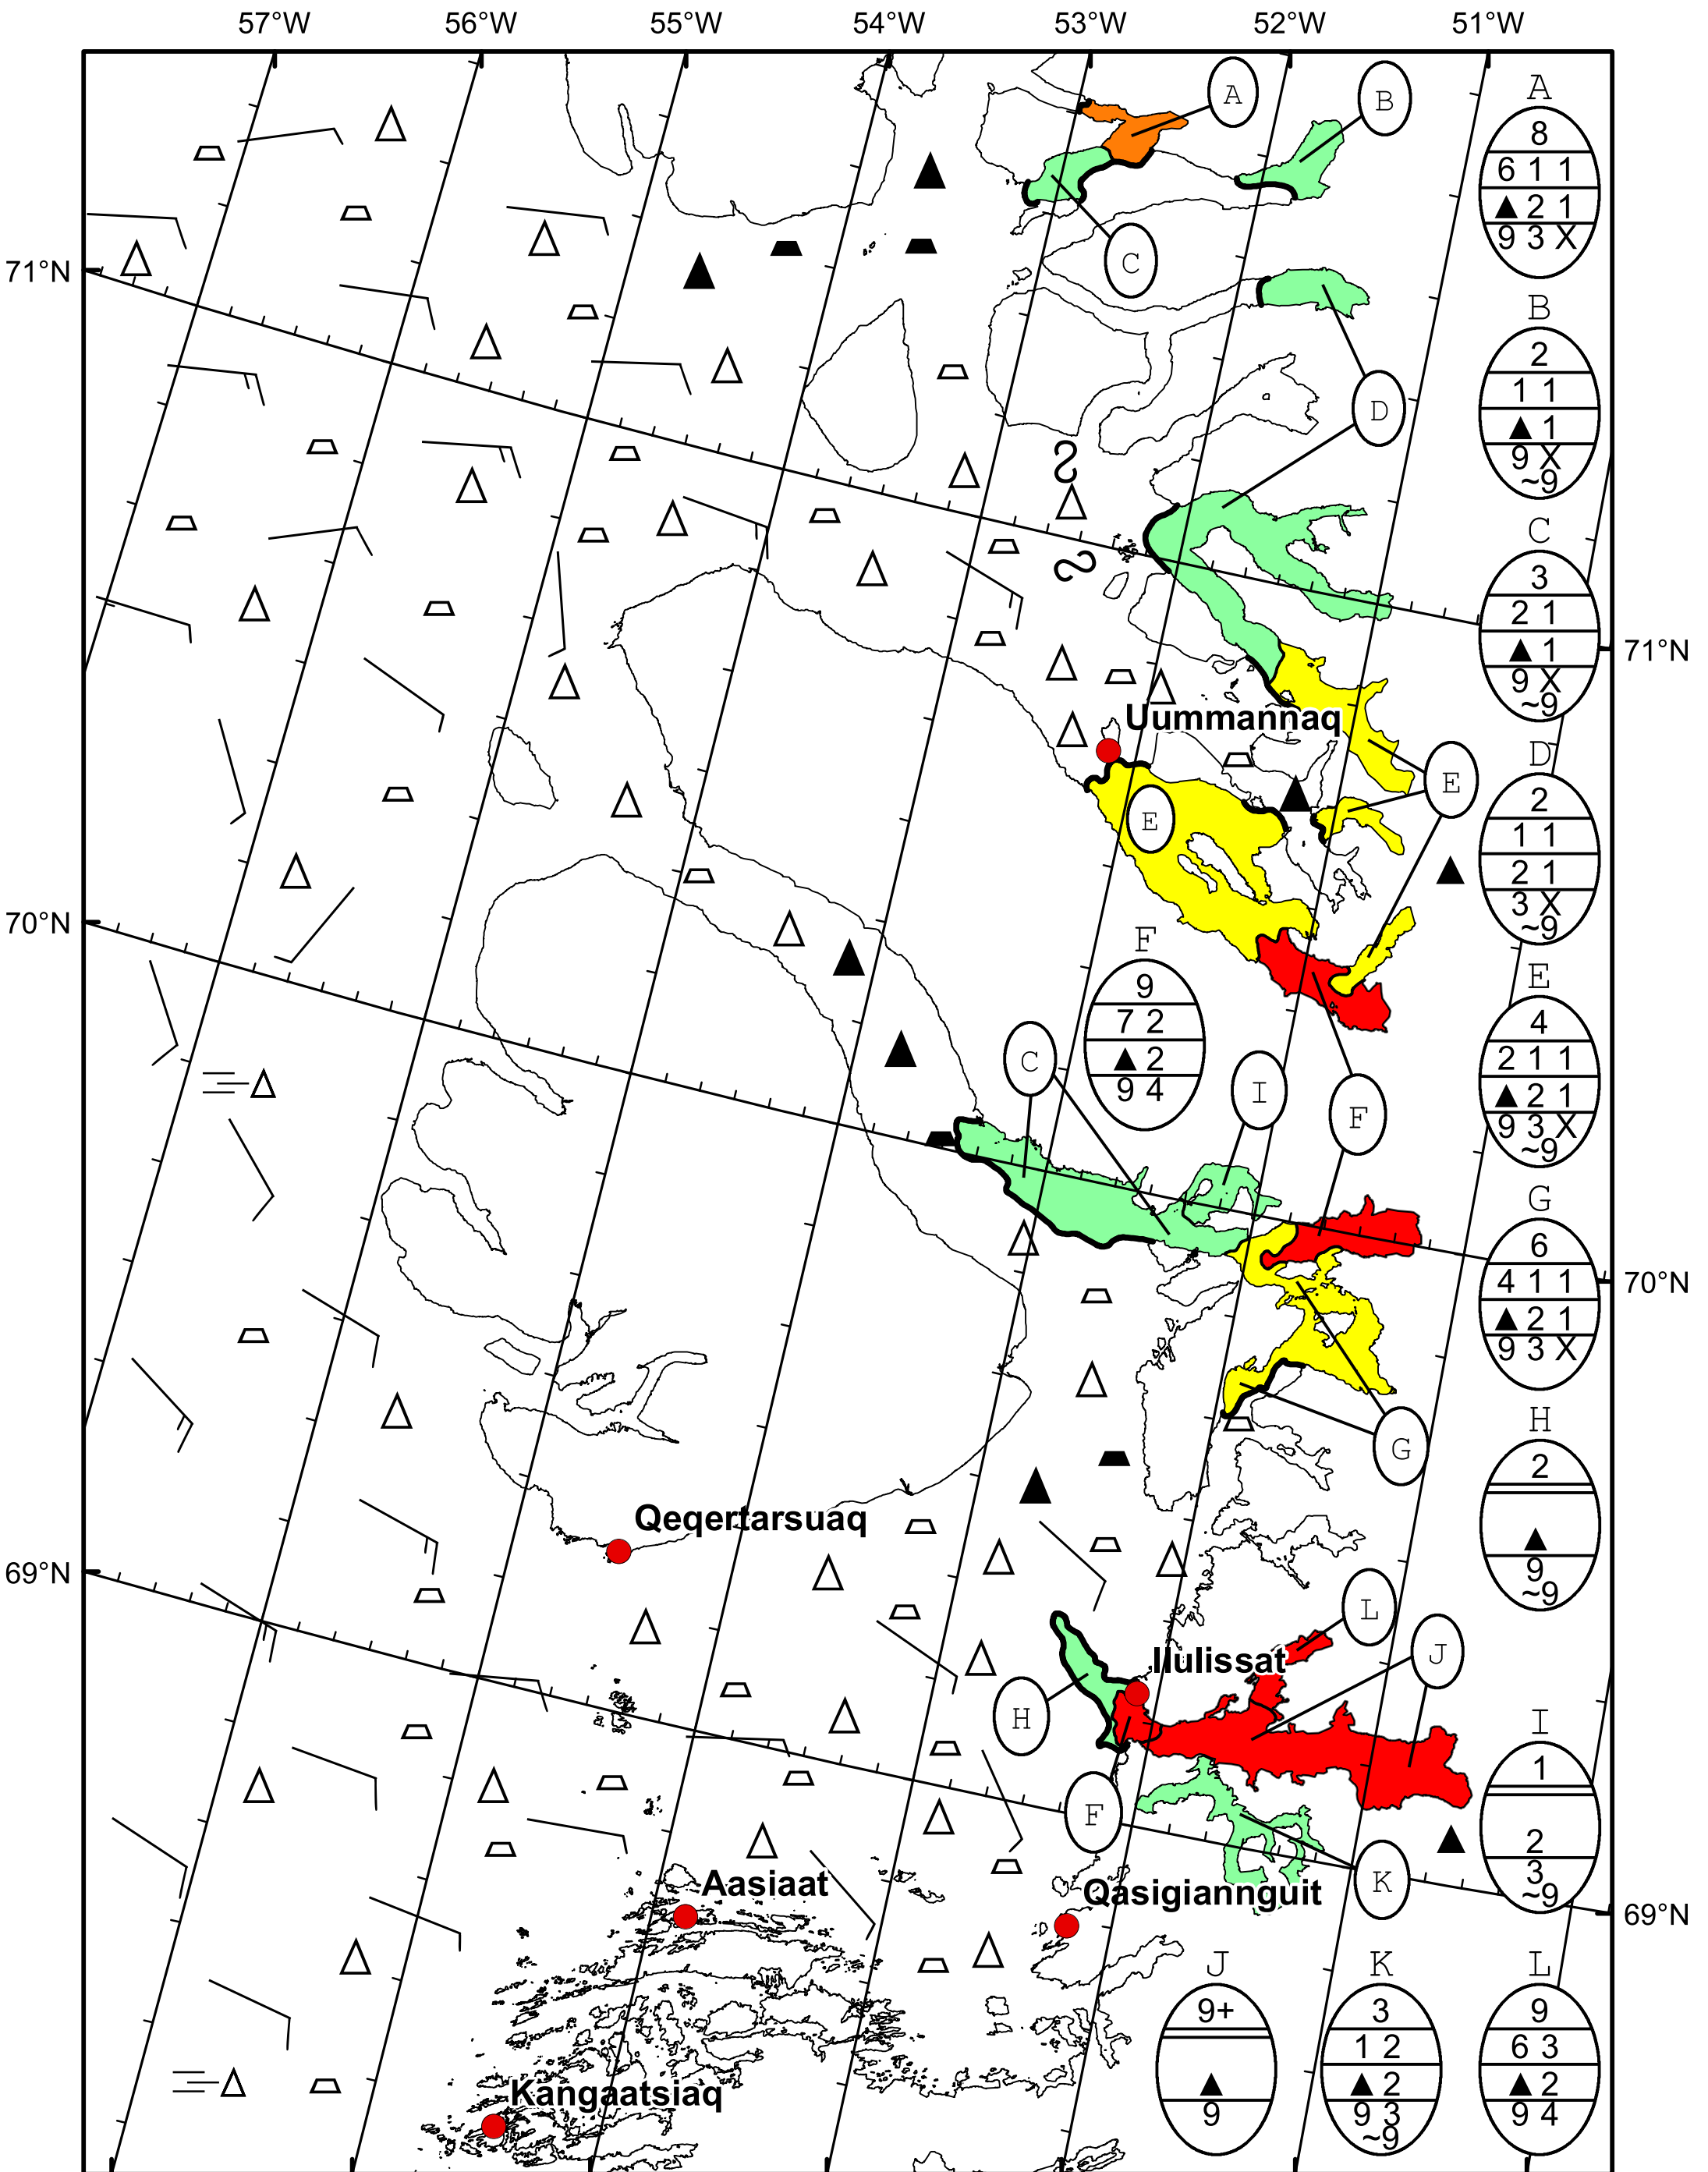 57°W 56°W 55°W 54°W 53°W 52°W 51°W
A
B
C
D
71°N
71°N
E
E
Uummannaq
70°N
70°N
C
I
F
G
Qeqertarsuaq
69°N
69°N
L
J
Ilulissat
H
F
K
Aasiaat
Qasigiannguit
Kangaatsiaq
A
8
6 1 1
▲ 2 1
9 3 X
B
2
1 1
▲ 1
9 X
~9
C
3
2 1
▲ 1
9 X
~9
D
2
1 1
2 1
3 X
~9
E
4
2 1 1
▲ 2 1
9 3 X
~9
F
9
7 2
▲ 2
9 4
G
6
4 1 1
▲ 2 1
9 3 X
H
2
▲
9
~9
I
1
2
3
~9
J
9+
▲
9
K
3
1 2
▲ 2
9 3
~9
L
9
6 3
▲ 2
9 4